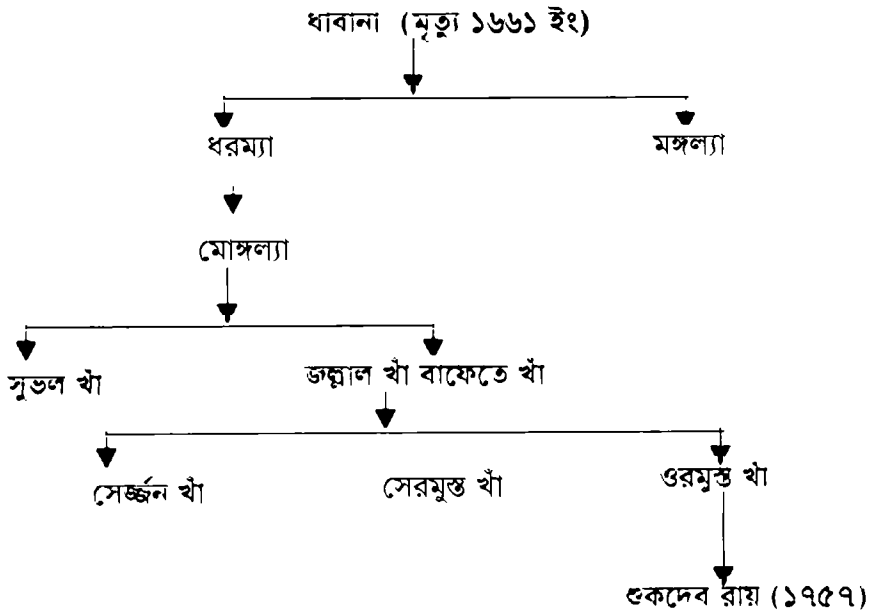 ধাবানা (মৃত্যু ১৬৬১ ইং)
ধরম্যা মঙ্গল্যা
মোঙ্গল্যা
সুভল খাঁ জল্লাল খাঁ বাফেতে খাঁ
সের্জ্জন খাঁ সেরমুস্ত খাঁ ওরমুস্ত খাঁ
শুকদেব রায় (১৭৫৭)